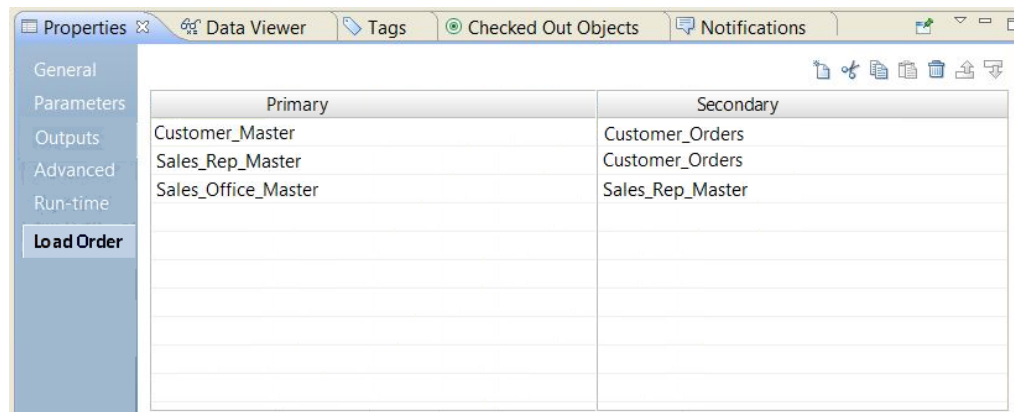 Properties Data Viewer Tags Checked Out Objects Notifications
General
Parameters
Outputs
Advanced
Run-time
Load Order
Primary Secondary
Customer_Master Customer_Orders
Sales_Rep_Master Customer_Orders
Sales_Office_Master Sales_Rep_Master